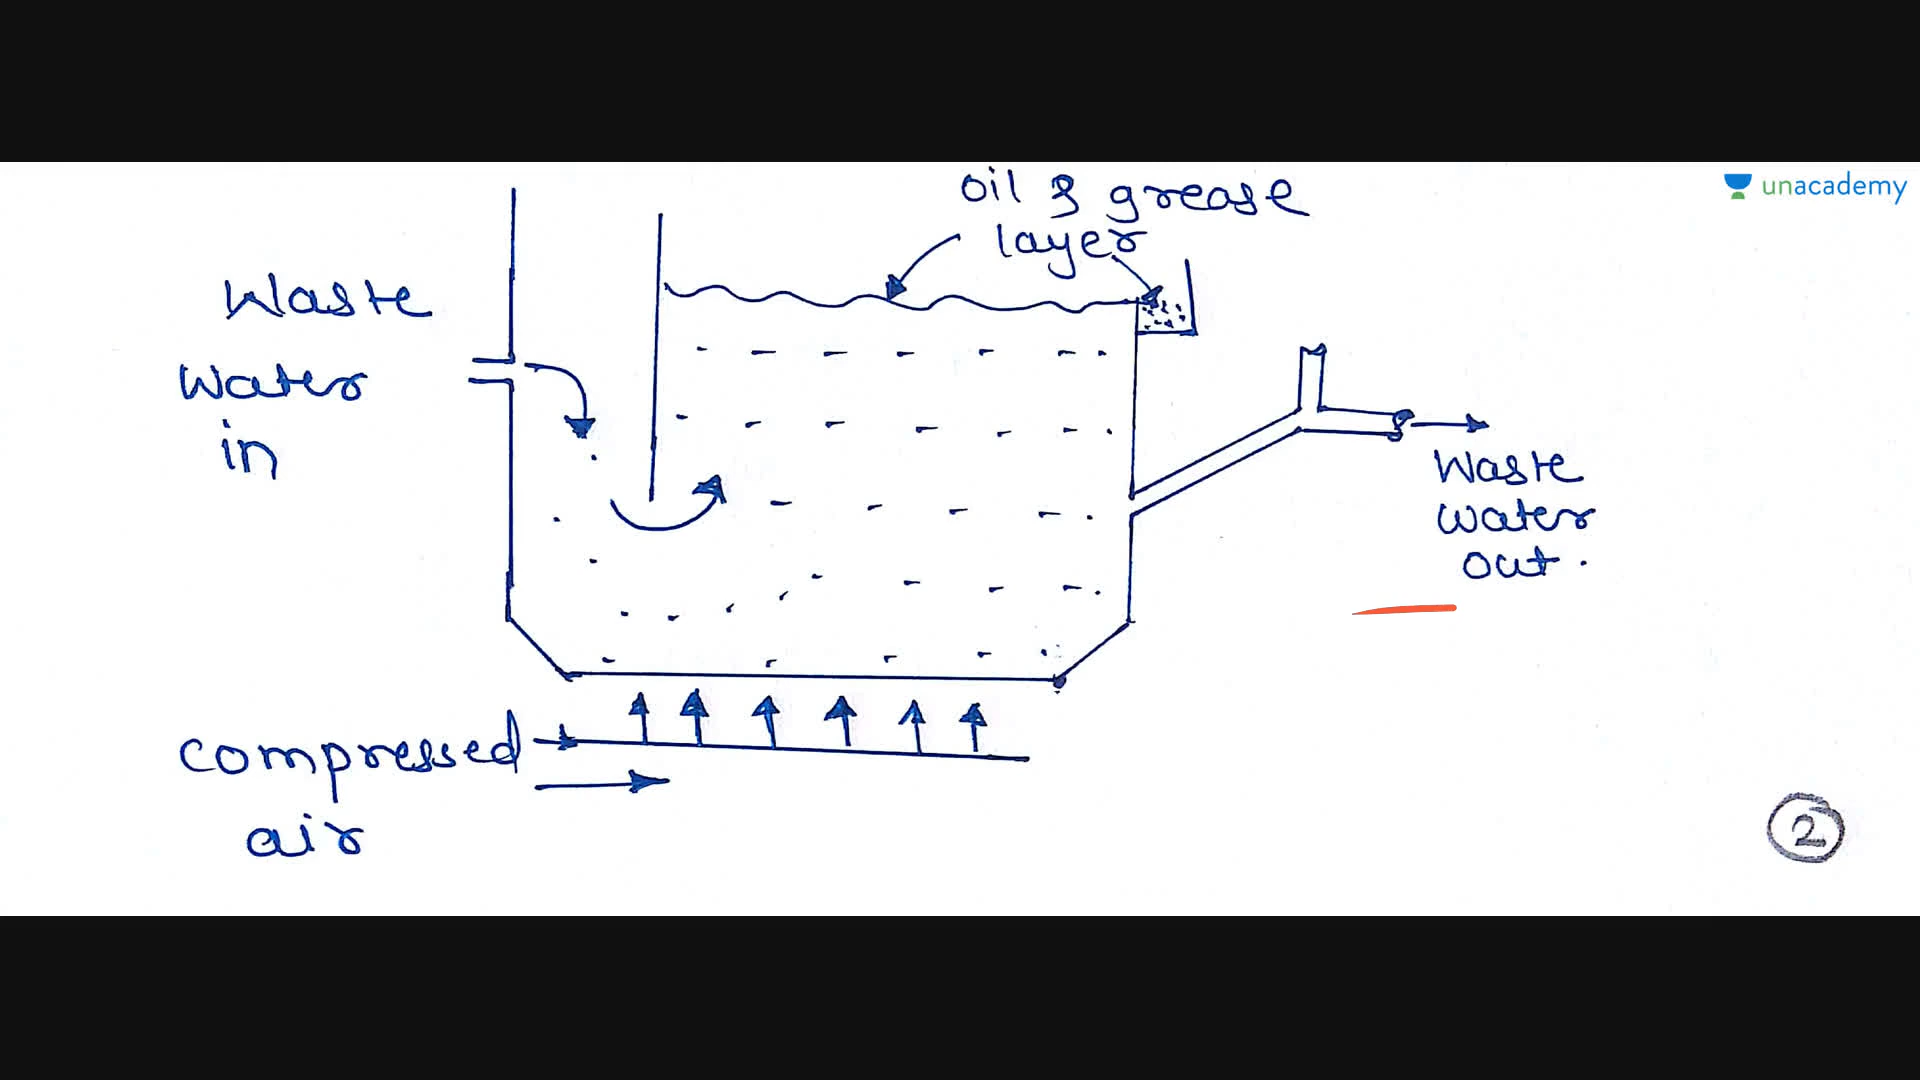 oil & grease
layer
unacademy
Waste
water
in
Waste
water
out.
compressed
air
2